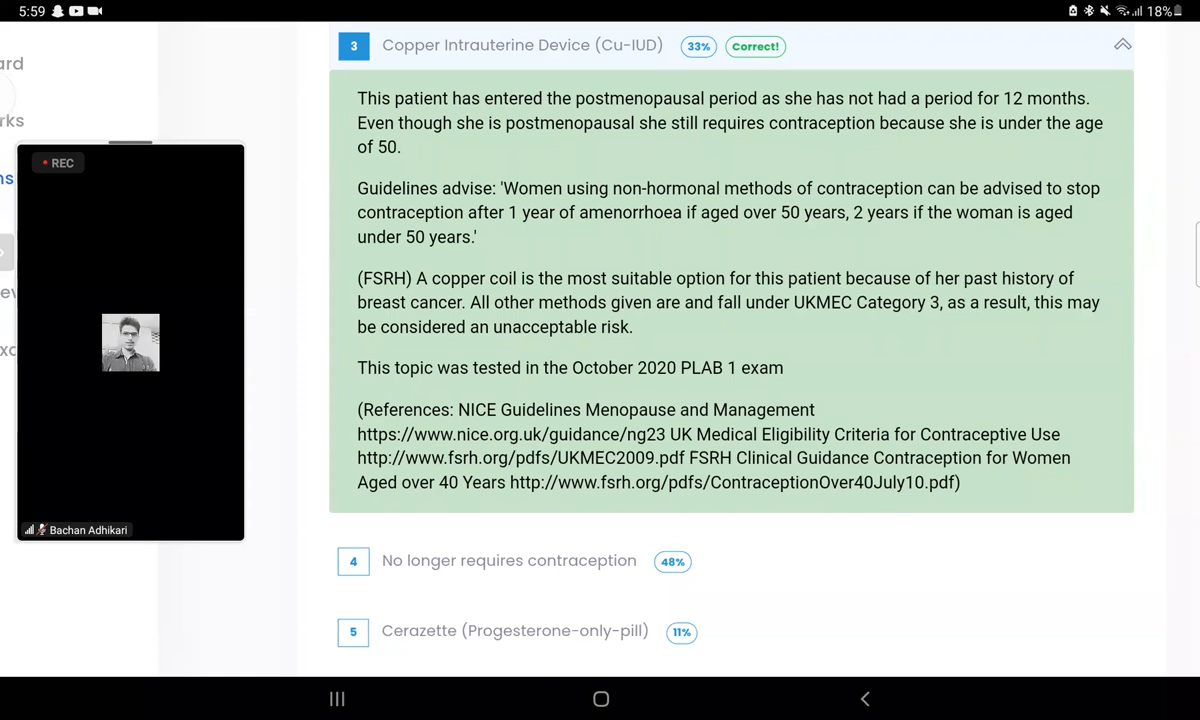 5:59
18%
3 Copper Intrauterine Device (Cu-IUD) 33% Correct!
ard
rks
ns
ev
xc
REC
Bachan Adhikari
This patient has entered the postmenopausal period as she has not had a period for 12 months.
Even though she is postmenopausal she still requires contraception because she is under the age
of 50.
Guidelines advise: 'Women using non-hormonal methods of contraception can be advised to stop
contraception after 1 year of amenorrhoea if aged over 50 years, 2 years if the woman is aged
under 50 years.'
(FSRH) A copper coil is the most suitable option for this patient because of her past history of
breast cancer. All other methods given are and fall under UKMEC Category 3, as a result, this may
be considered an unacceptable risk.
This topic was tested in the October 2020 PLAB 1 exam
(References: NICE Guidelines Menopause and Management
https://www.nice.org.uk/guidance/ng23 UK Medical Eligibility Criteria for Contraceptive Use
http://www.fsrh.org/pdfs/UKMEC2009.pdf FSRH Clinical Guidance Contraception for Women
Aged over 40 Years http://www.fsrh.org/pdfs/ContraceptionOver40July10.pdf)
4 No longer requires contraception 48%
5 Cerazette (Progesterone-only-pill) 11%